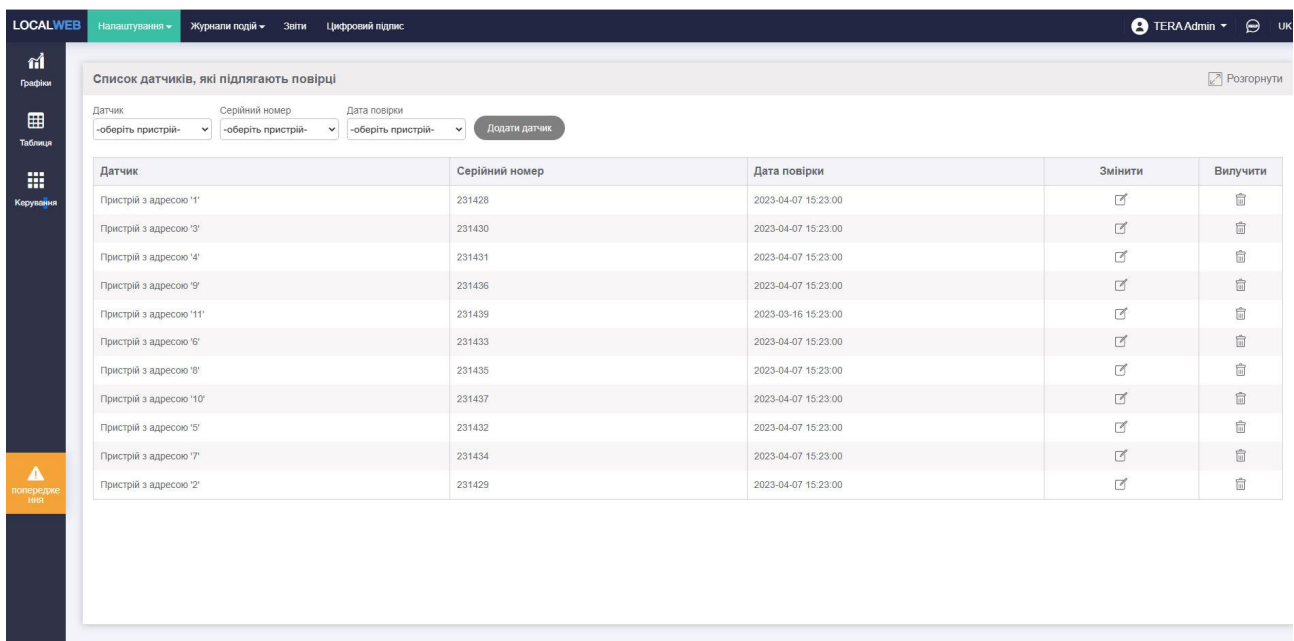 LOCALWEB Налаштування Журнали подій Звіти Цифровий підпис TERAAdmin UK
Графіки
Таблиця
Керування
попередже
ння
Список датчиків, які підлягають повірці Розгорнути
Датчик Серійний номер Дата повірки
-оберіть пристрій- -оберіть пристрій- -оберіть пристрій- Додати датчик
Датчик Серійний номер Дата повірки Змінити Вилучити
Пристрій з адресою '1' 231428 2023-04-07 15:23:00
Пристрій з адресою '3' 231430 2023-04-07 15:23:00
Пристрій з адресою '4' 231431 2023-04-07 15:23:00
Пристрій з адресою '9' 231436 2023-04-07 15:23:00
Пристрій з адресою '11' 231439 2023-03-16 15:23:00
Пристрій з адресою '6' 231433 2023-04-07 15:23:00
Пристрій з адресою '8' 231435 2023-04-07 15:23:00
Пристрій з адресою '10' 231437 2023-04-07 15:23:00
Пристрій з адресою '5' 231432 2023-04-07 15:23:00
Пристрій з адресою '7' 231434 2023-04-07 15:23:00
Пристрій з адресою '2' 231429 2023-04-07 15:23:00